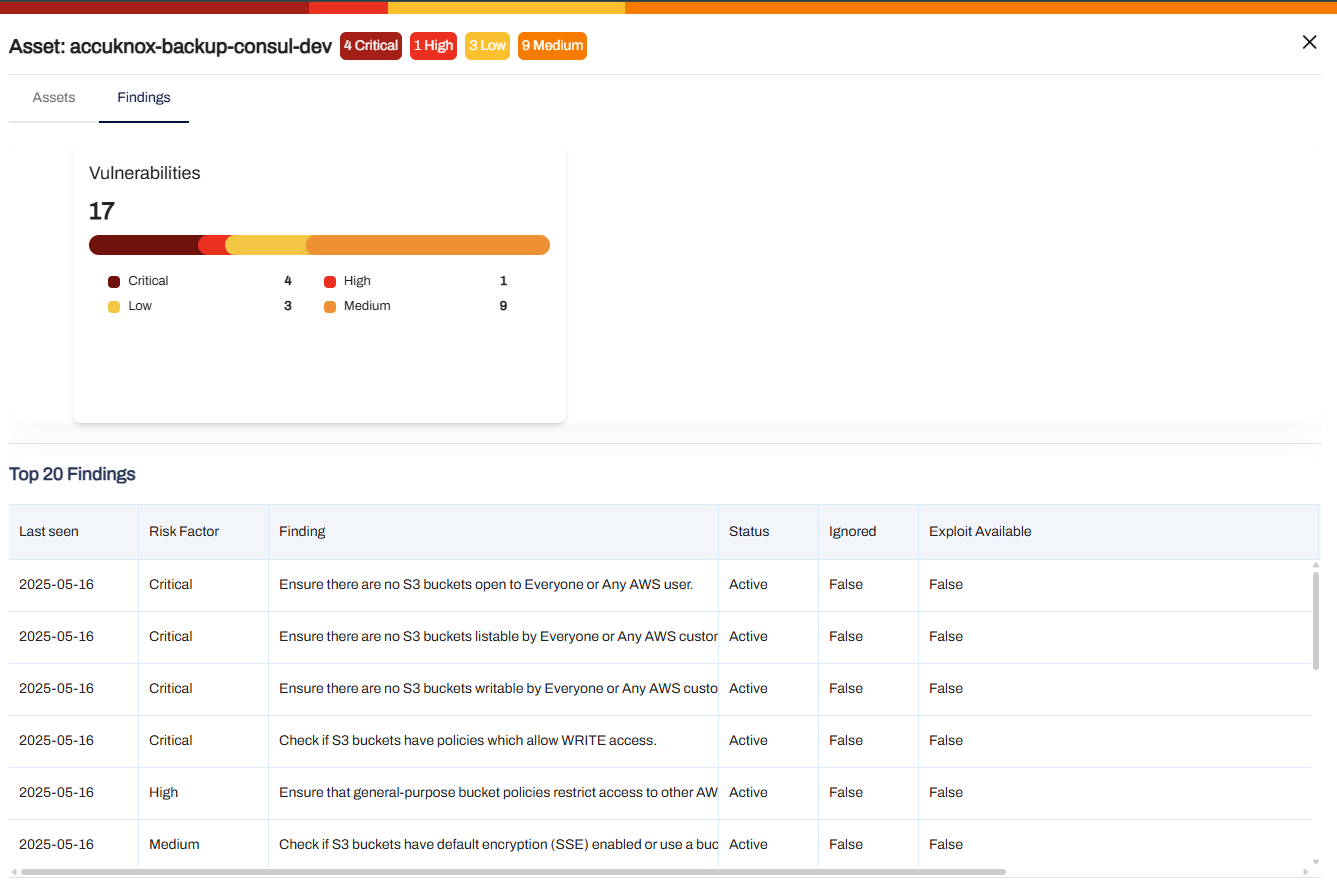 Asset: accuknox-backup-consul-dev 4 Critical 1 High 3 Low 9 Medium
Assets Findings
Vulnerabilities
17
Critical 4 High 1
Low 3 Medium 9
Top 20 Findings
Last seen Risk Factor Finding Status Ignored Exploit Available
2025-05-16 Critical Ensure there are no S3 buckets open to Everyone or Any AWS user. Active False False
2025-05-16 Critical Ensure there are no S3 buckets listable by Everyone or Any AWS custor Active False False
2025-05-16 Critical Ensure there are no S3 buckets writable by Everyone or Any AWS custo Active False False
2025-05-16 Critical Check if S3 buckets have policies which allow WRITE access. Active False False
2025-05-16 High Ensure that general-purpose bucket policies restrict access to other AW Active False False
2025-05-16 Medium Check if S3 buckets have default encryption (SSE) enabled or use a buc Active False False